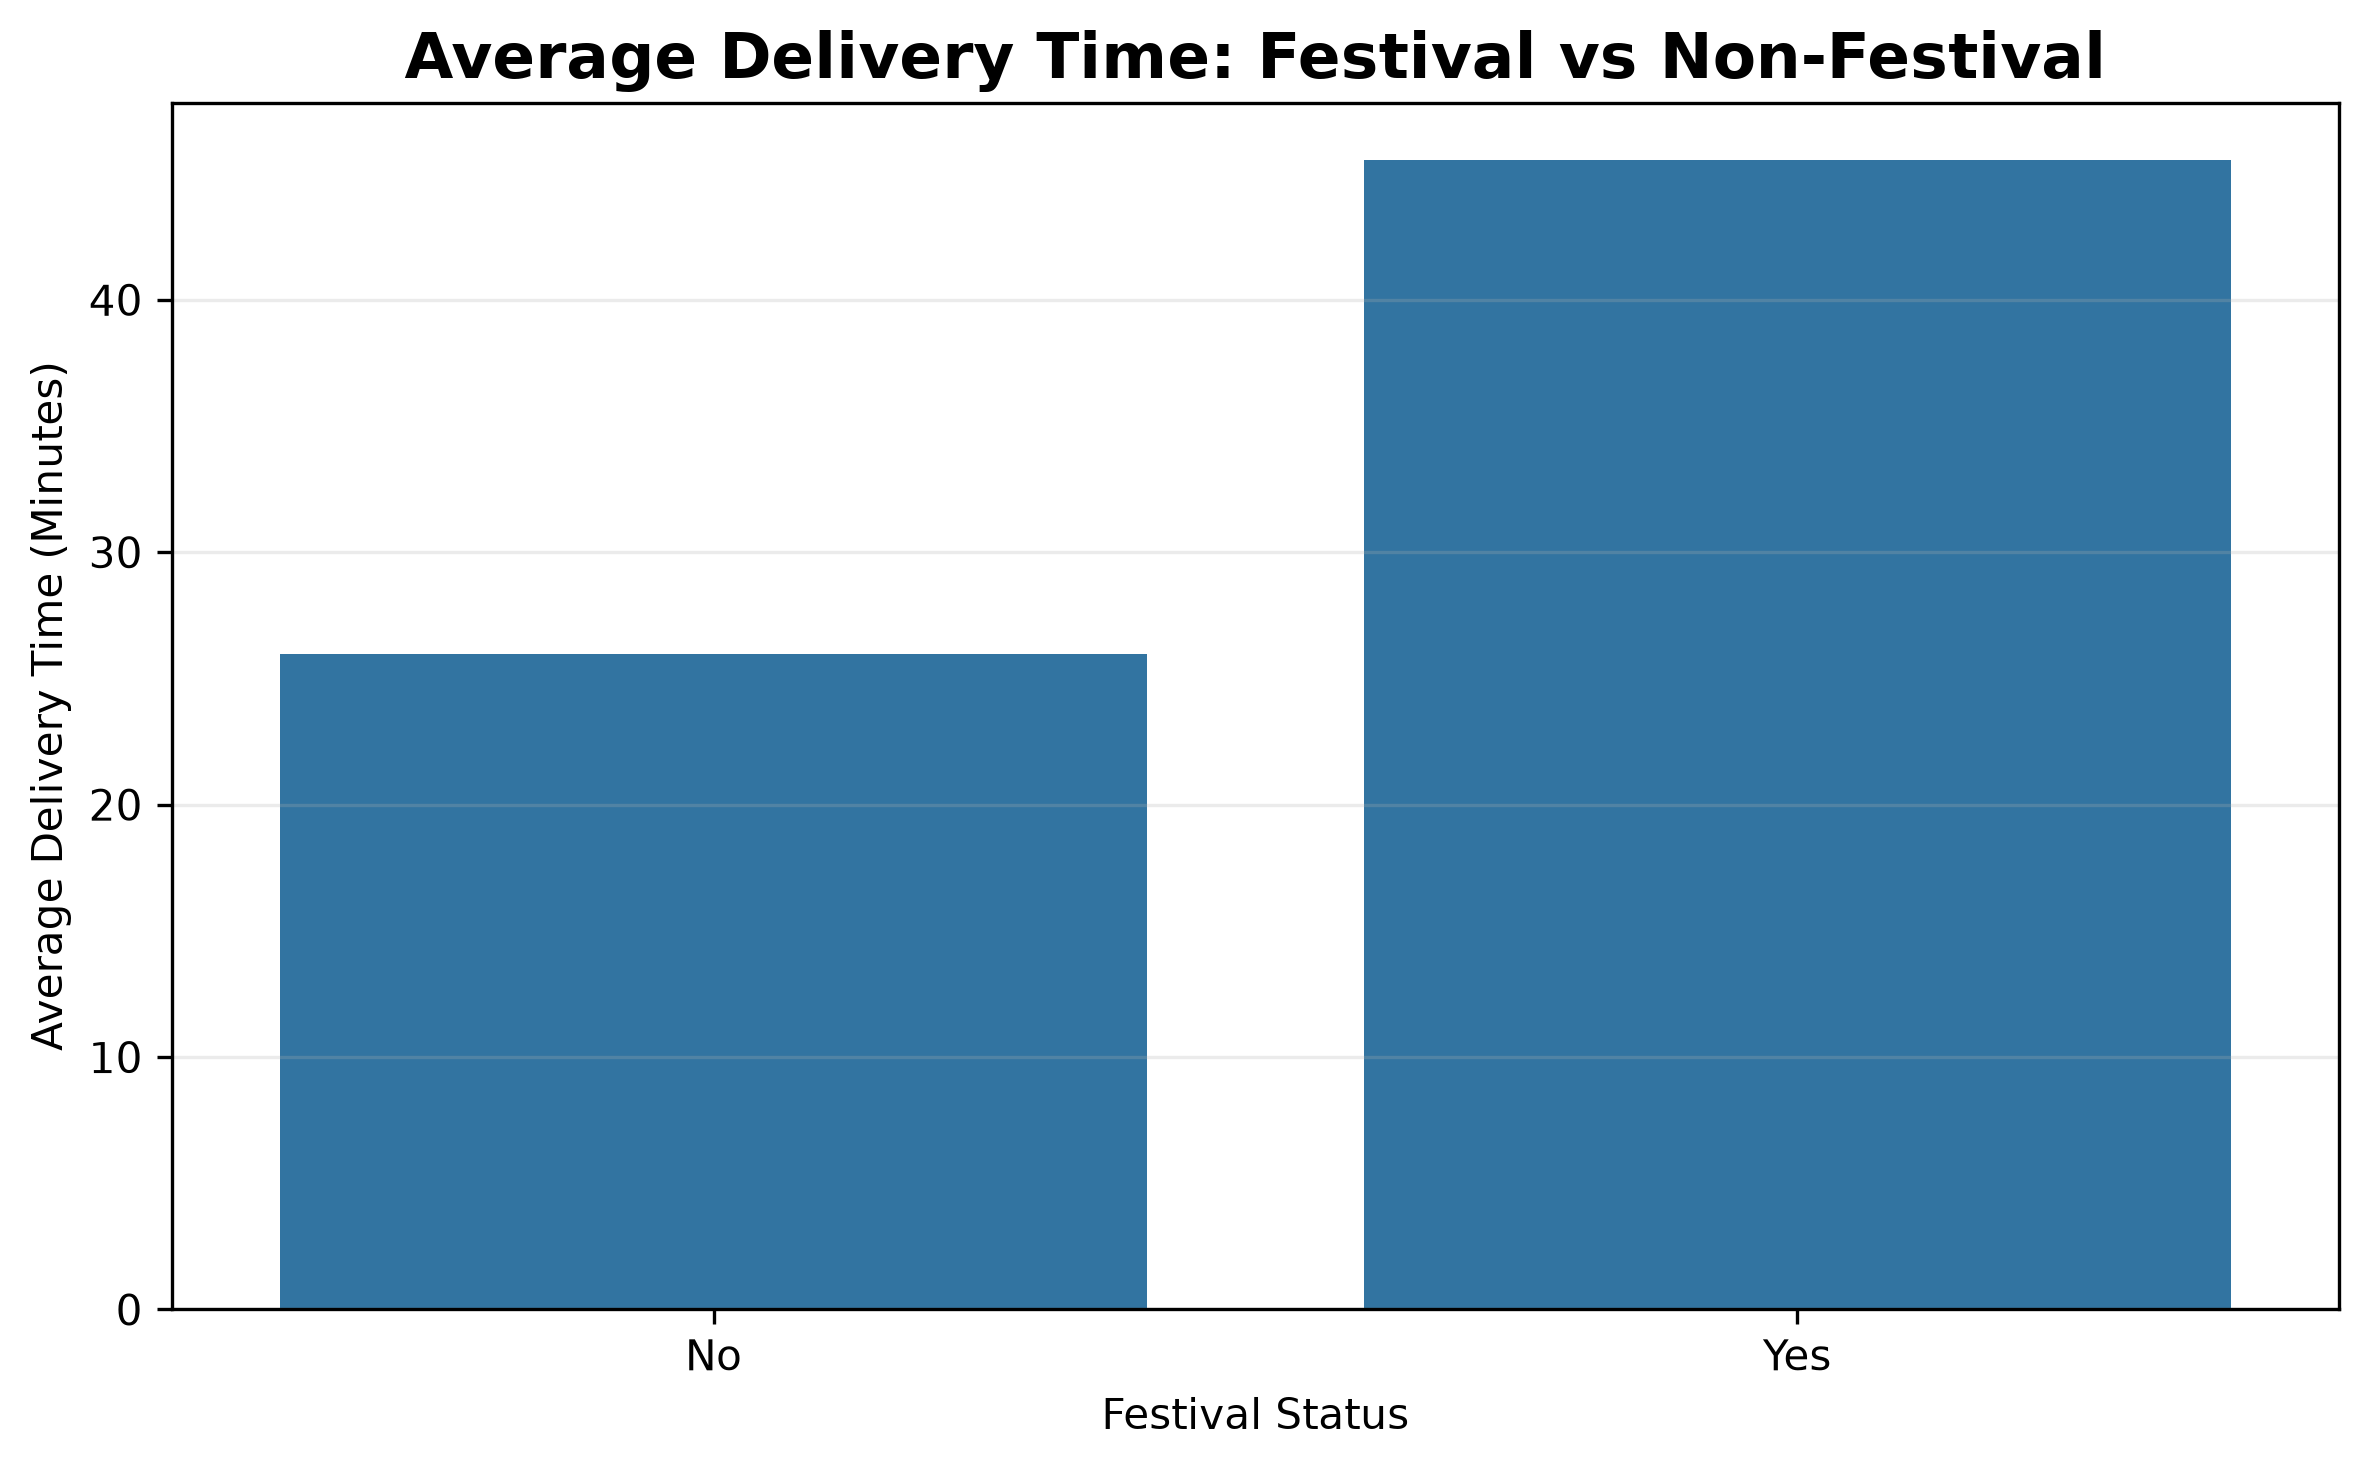 Average Delivery Time: Festival vs Non-Festival
Average Delivery Time (Minutes)
40
30
20
10
0
No
Yes
Festival Status